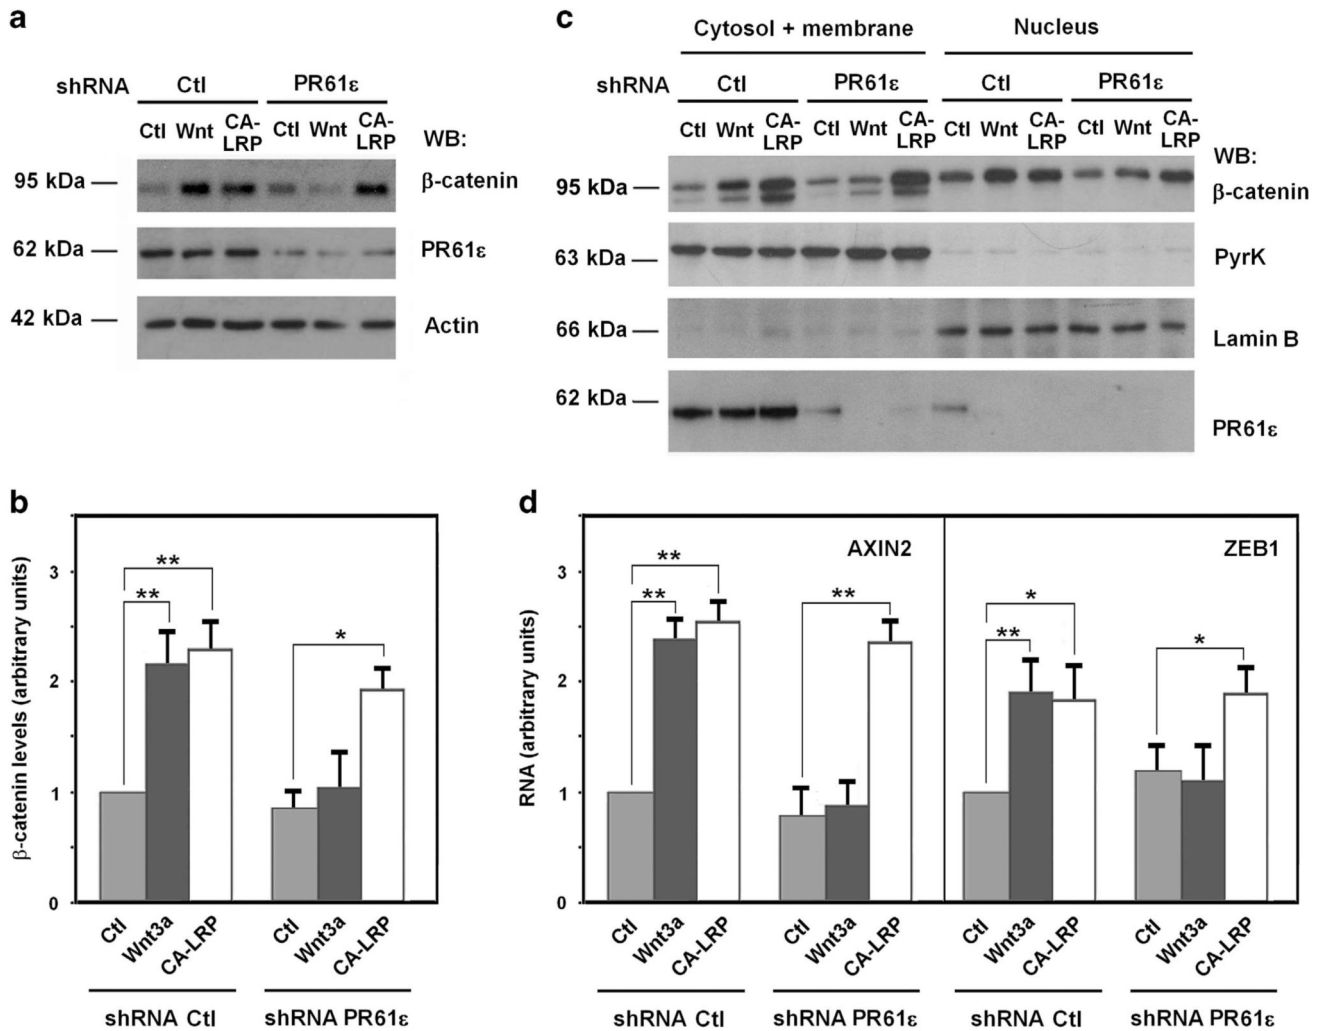 a
shRNA Ctl PR61ε
Ctl Wnt CA-LRP Ctl Wnt CA-LRP
WB:
95 kDa β-catenin
62 kDa PR61ε
42 kDa Actin
c
Cytosol + membrane Nucleus
shRNA Ctl PR61ε Ctl PR61ε
Ctl Wnt CA-LRP Ctl Wnt CA-LRP Ctl Wnt CA-LRP Ctl Wnt CA-LRP
WB:
95 kDa β-catenin
63 kDa PyrK
66 kDa Lamin B
62 kDa PR61ε
b
β-catenin levels (arbitrary units)
3
2
1
0
** ** *
Ctl Wnt3a CA-LRP Ctl Wnt3a CA-LRP
shRNA Ctl shRNA PR61ε
d
RNA (arbitrary units)
3
2
1
0
AXIN2 ZEB1
** ** ** * ** *
Ctl Wnt3a CA-LRP Ctl Wnt3a CA-LRP Ctl Wnt3a CA-LRP Ctl Wnt3a CA-LRP
shRNA Ctl shRNA PR61ε shRNA Ctl shRNA PR61ε